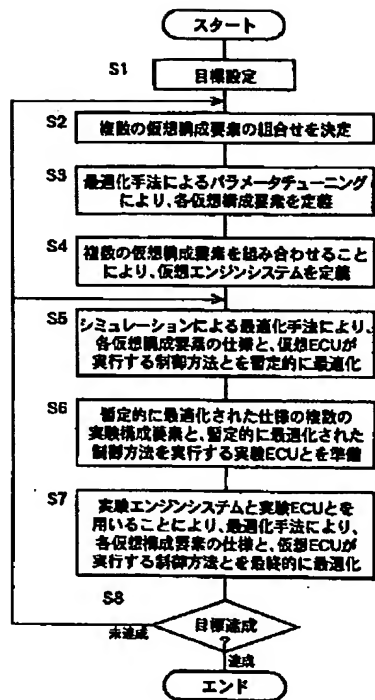 スタート
S1
目標設定
S2
複数の仮想構成要素の組合せを決定
S3
最適化手法によるパラメータチューニング
により、各仮想構成要素を定義
S4
複数の仮想構成要素を組み合わせること
により、仮想エンジンシステムを定義
S5
シミュレーションによる最適化手法により、
各仮想構成要素の仕様と、仮想ECUが
実行する制御方法とを暫定的に最適化
S6
暫定的に最適化された仕様の複数の
実験構成要素と、暫定的に最適化された
制御方法を実行する実験ECUとを準備
S7
実験エンジンシステムと実験ECUとを
用いることにより、最適化手法により、
各仮想構成要素の仕様と、仮想ECUが
実行する制御方法とを最終的に最適化
S8
目標達成
?
未達成
達成
エンド